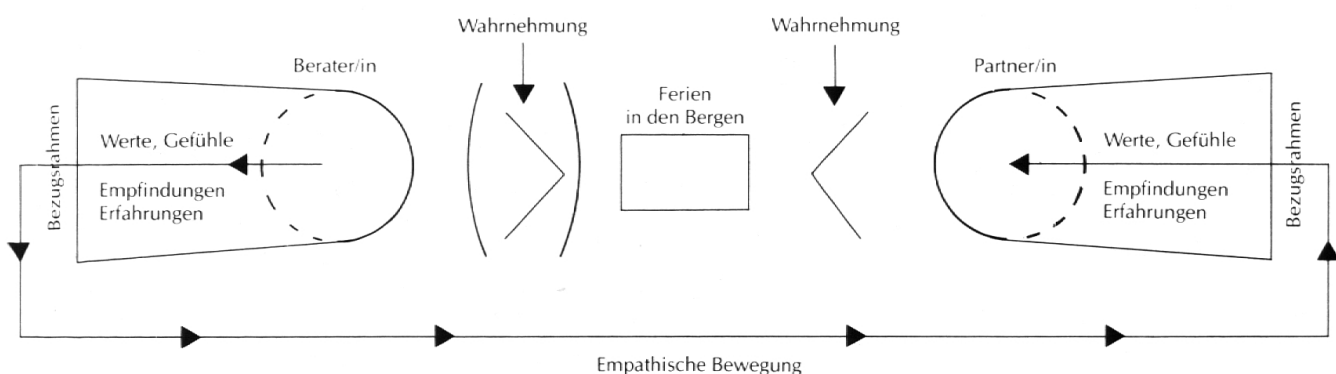 Wahrnehmung
Wahrnehmung
Berater/in
Partner/in
Ferien
in den Bergen
Bezugsrahmen
Werte, Gefühle
Empfindungen
Erfahrungen
Werte, Gefühle
Empfindungen
Erfahrungen
Bezugsrahmen
Empathische Bewegung